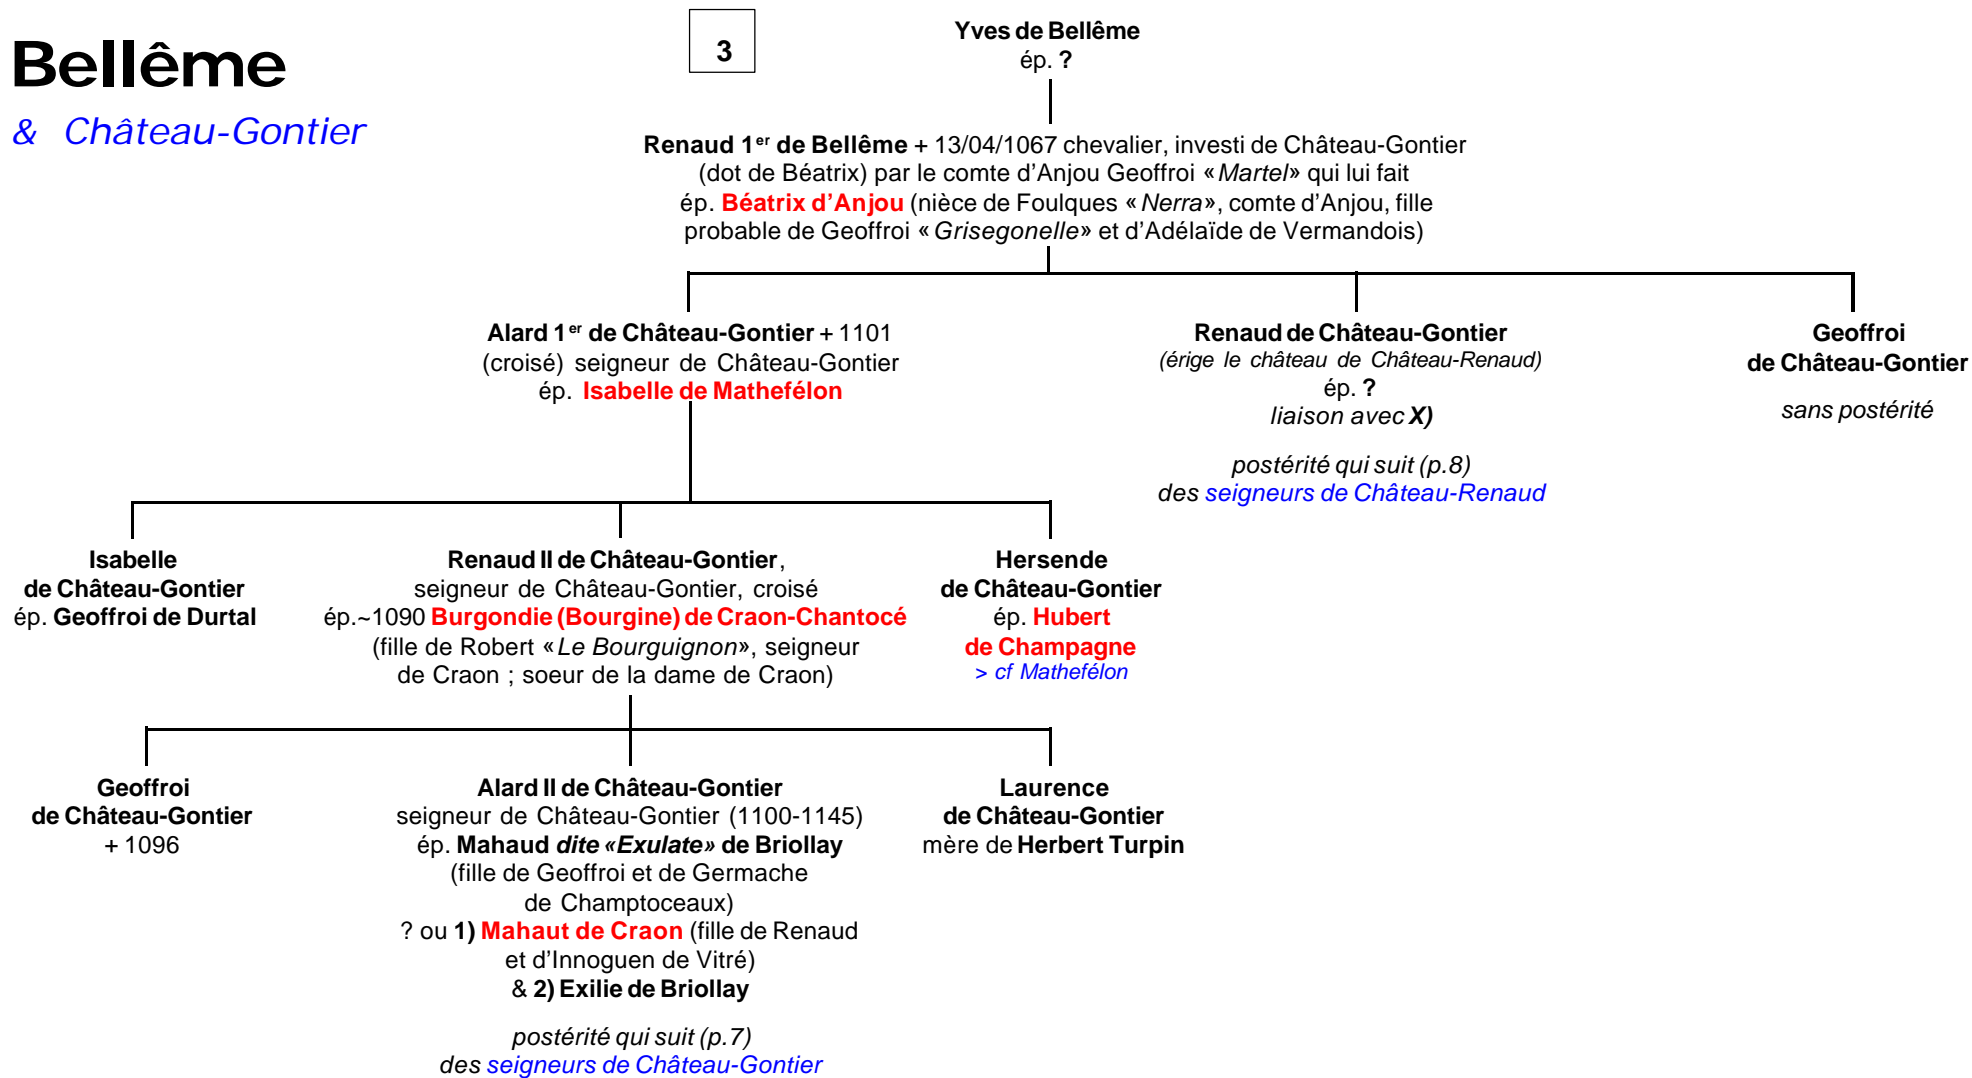 Bellême
& Château-Gontier
3
Yves de Bellême
ép. ?
Renaud 1er de Bellême + 13/04/1067 chevalier, investi de Château-Gontier
(dot de Béatrix) par le comte d’Anjou Geoffroi «Martel» qui lui fait
ép. Béatrix d’Anjou (nièce de Foulques «Nerra», comte d’Anjou, fille
probable de Geoffroi «Grisegonelle» et d’Adélaïde de Vermandois)
Alard 1er de Château-Gontier + 1101
(croisé) seigneur de Château-Gontier
ép. Isabelle de Mathefélon
Renaud de Château-Gontier
(érige le château de Château-Renaud)
ép. ?
liaison avec X)
postérité qui suit (p.8)
des seigneurs de Château-Renaud
Geoffroi
de Château-Gontier
sans postérité
Isabelle
de Château-Gontier
ép. Geoffroi de Durtal
Renaud II de Château-Gontier,
seigneur de Château-Gontier, croisé
ép.~1090 Burgondie (Bourgine) de Craon-Chantocé
(fille de Robert «Le Bourguignon», seigneur
de Craon ; soeur de la dame de Craon)
Hersende
de Château-Gontier
ép. Hubert
de Champagne
> cf Mathefélon
Geoffroi
de Château-Gontier
+ 1096
Alard II de Château-Gontier
seigneur de Château-Gontier (1100-1145)
ép. Mahaud dite «Exulate» de Briollay
(fille de Geoffroi et de Germache
de Champtoceaux)
? ou 1) Mahaut de Craon (fille de Renaud
et d’Innoguen de Vitré)
& 2) Exilie de Briollay
postérité qui suit (p.7)
des seigneurs de Château-Gontier
Laurence
de Château-Gontier
mère de Herbert Turpin